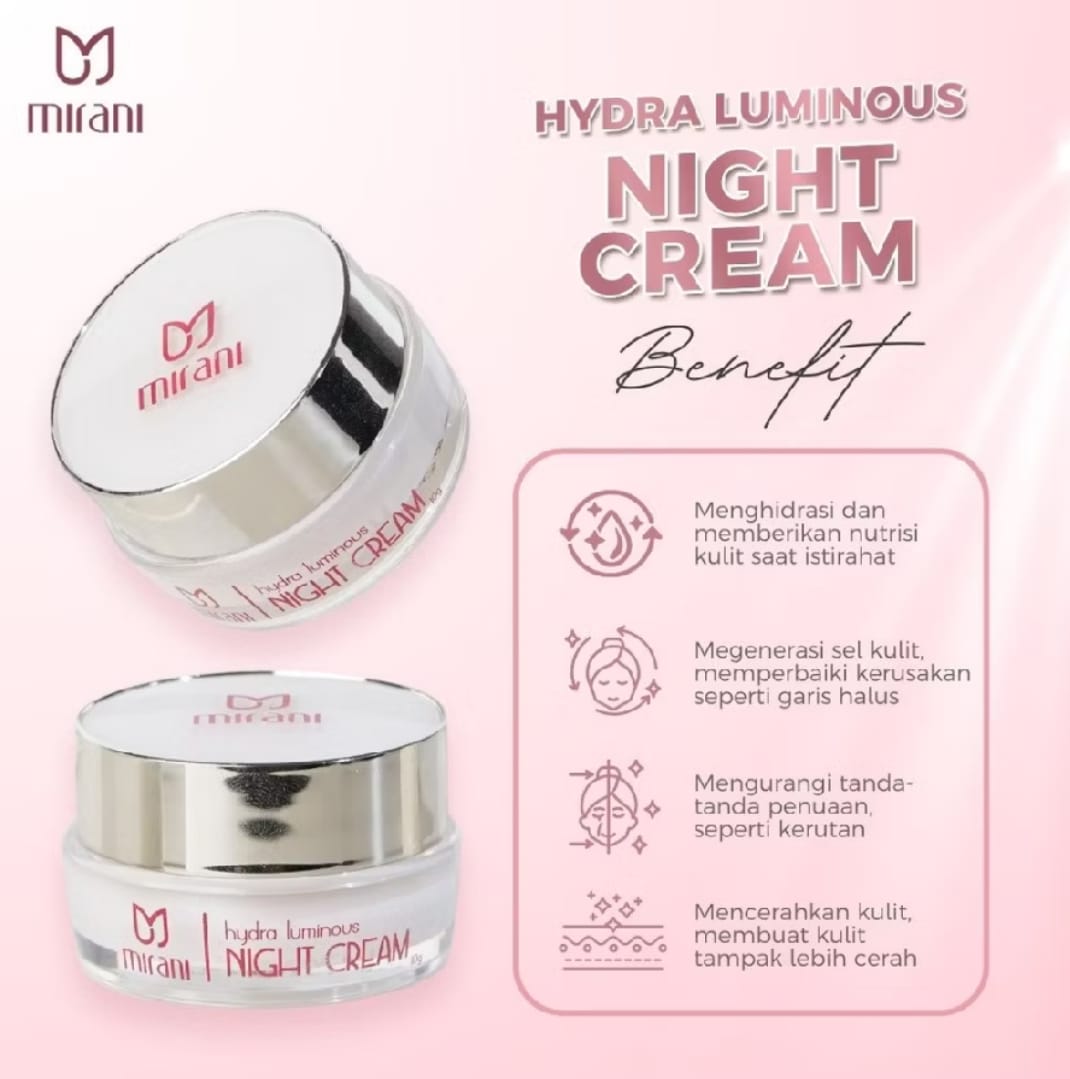 mirani
HYDRA LUMINOUS
NIGHT
CREAM
Benefit
mirani
hydra luminous
NIGHT CREAM
10g
mirani
mirani
hydra luminous
NIGHT CREAM
10g
Menghidrasi dan
memberikan nutrisi
kulit saat istirahat
Megenerasi sel kulit,
memperbaiki kerusakan
seperti garis halus
Mengurangi tanda-
tanda penuaan,
seperti kerutan
Mencerahkan kulit,
membuat kulit
tampak lebih cerah